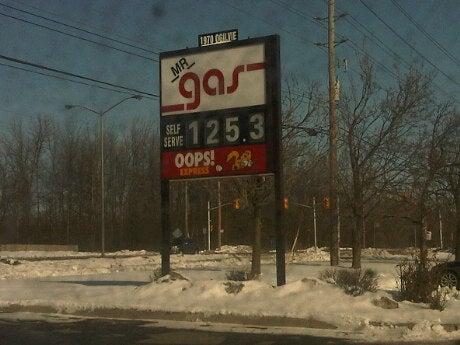 1970 OGILVIE
MR.
gas
SELF
SERVE
125.3
OOPS!
EXPRESS